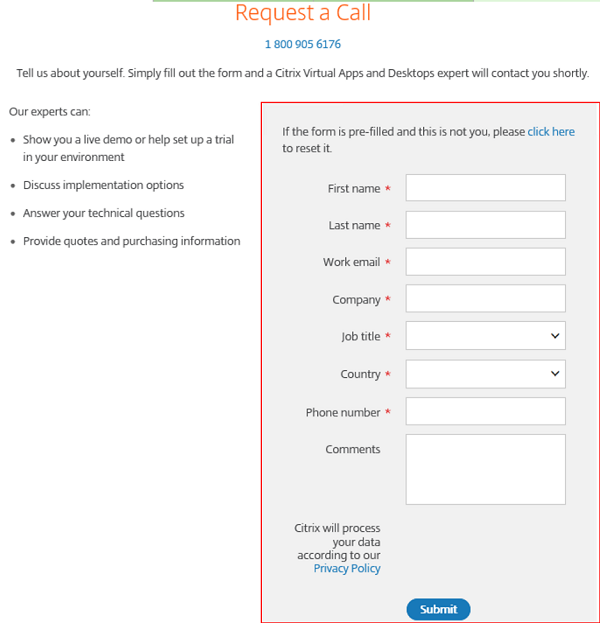 Request a Call
1 800 905 6176
Tell us about yourself. Simply fill out the form and a Citrix Virtual Apps and Desktops expert will contact you shortly.
Our experts can:
• Show you a live demo or help set up a trial
in your environment
• Discuss implementation options
• Answer your technical questions
• Provide quotes and purchasing information
If the form is pre-filled and this is not you, please click here
to reset it.
First name *
Last name *
Work email *
Company *
Job title *
Country *
Phone number *
Comments
Citrix will process
your data
according to our
Privacy Policy
Submit